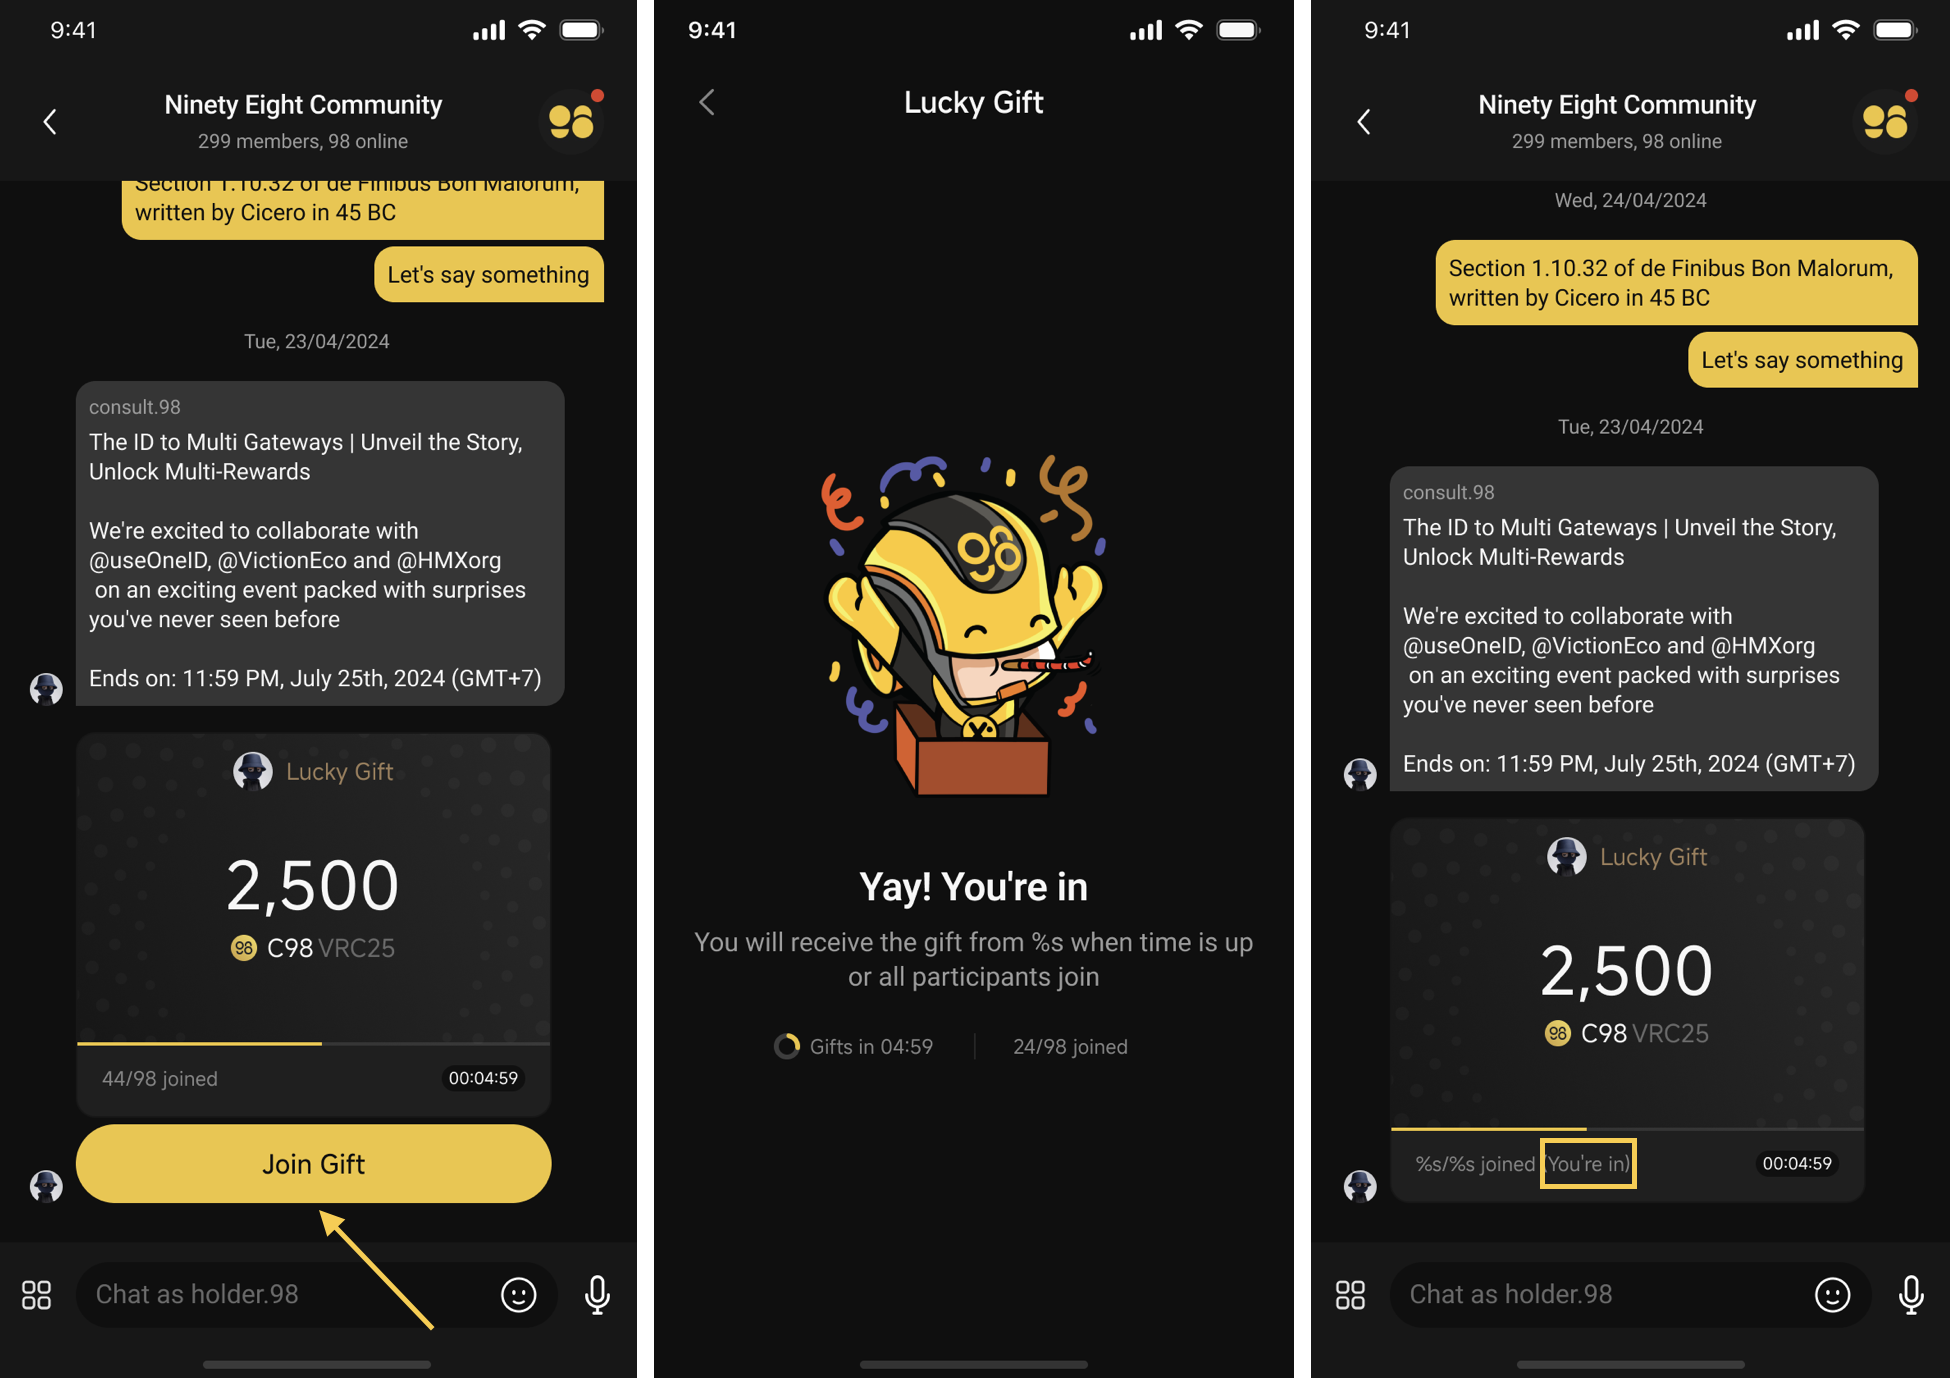 9:41
Ninety Eight Community
299 members, 98 online
Section 1.10.32 of de Finibus Bon Malorum,
written by Cicero in 45 BC
Let's say something
Tue, 23/04/2024
consult.98
The ID to Multi Gateways | Unveil the Story,
Unlock Multi-Rewards
We're excited to collaborate with
@useOneID, @VictionEco and @HMXorg
on an exciting event packed with surprises
you've never seen before
Ends on: 11:59 PM, July 25th, 2024 (GMT+7)
Lucky Gift
2,500
98 C98 VRC25
44/98 joined 00:04:59
Join Gift
Chat as holder.98
9:41
Lucky Gift
98
Yay! You're in
You will receive the gift from %s when time is up
or all participants join
Gifts in 04:59 24/98 joined
9:41
Ninety Eight Community
299 members, 98 online
Wed, 24/04/2024
Section 1.10.32 of de Finibus Bon Malorum,
written by Cicero in 45 BC
Let's say something
Tue, 23/04/2024
consult.98
The ID to Multi Gateways | Unveil the Story,
Unlock Multi-Rewards
We're excited to collaborate with
@useOneID, @VictionEco and @HMXorg
on an exciting event packed with surprises
you've never seen before
Ends on: 11:59 PM, July 25th, 2024 (GMT+7)
Lucky Gift
2,500
98 C98 VRC25
%s/%s joined (You're in) 00:04:59
Chat as holder.98